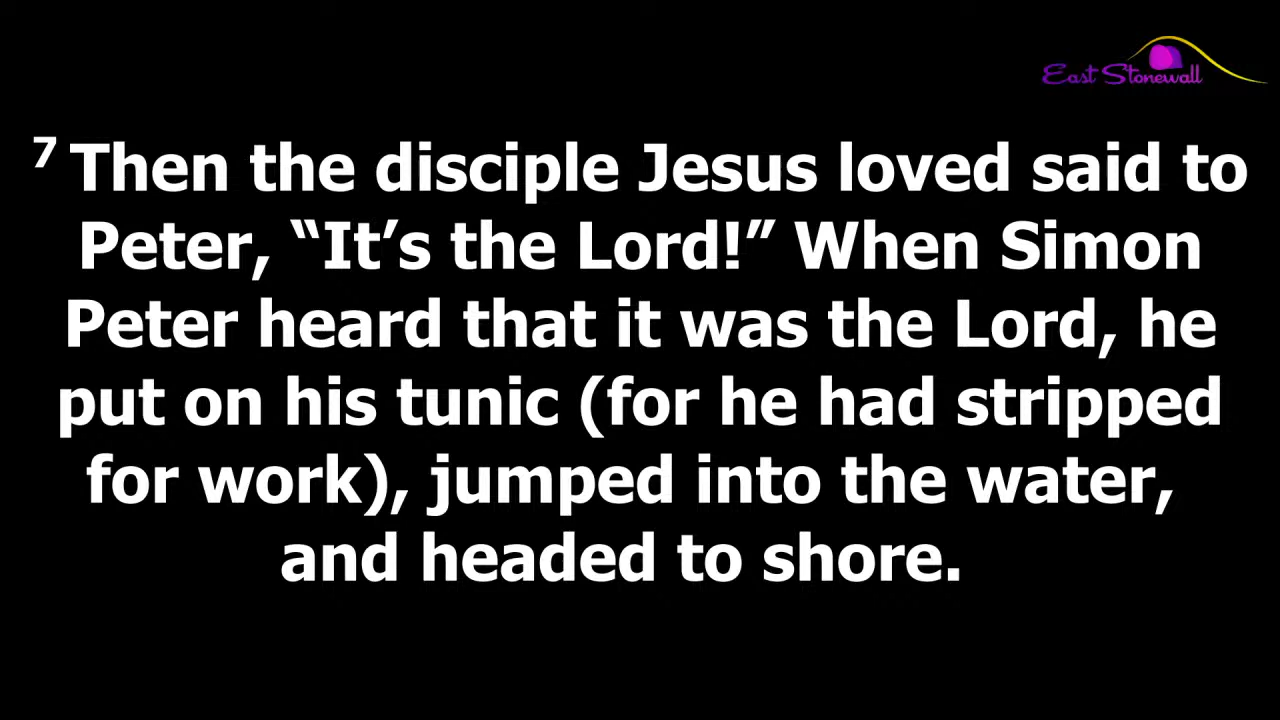 East Stonewall
7 Then the disciple Jesus loved said to
Peter, “It’s the Lord!” When Simon
Peter heard that it was the Lord, he
put on his tunic (for he had stripped
for work), jumped into the water,
and headed to shore.